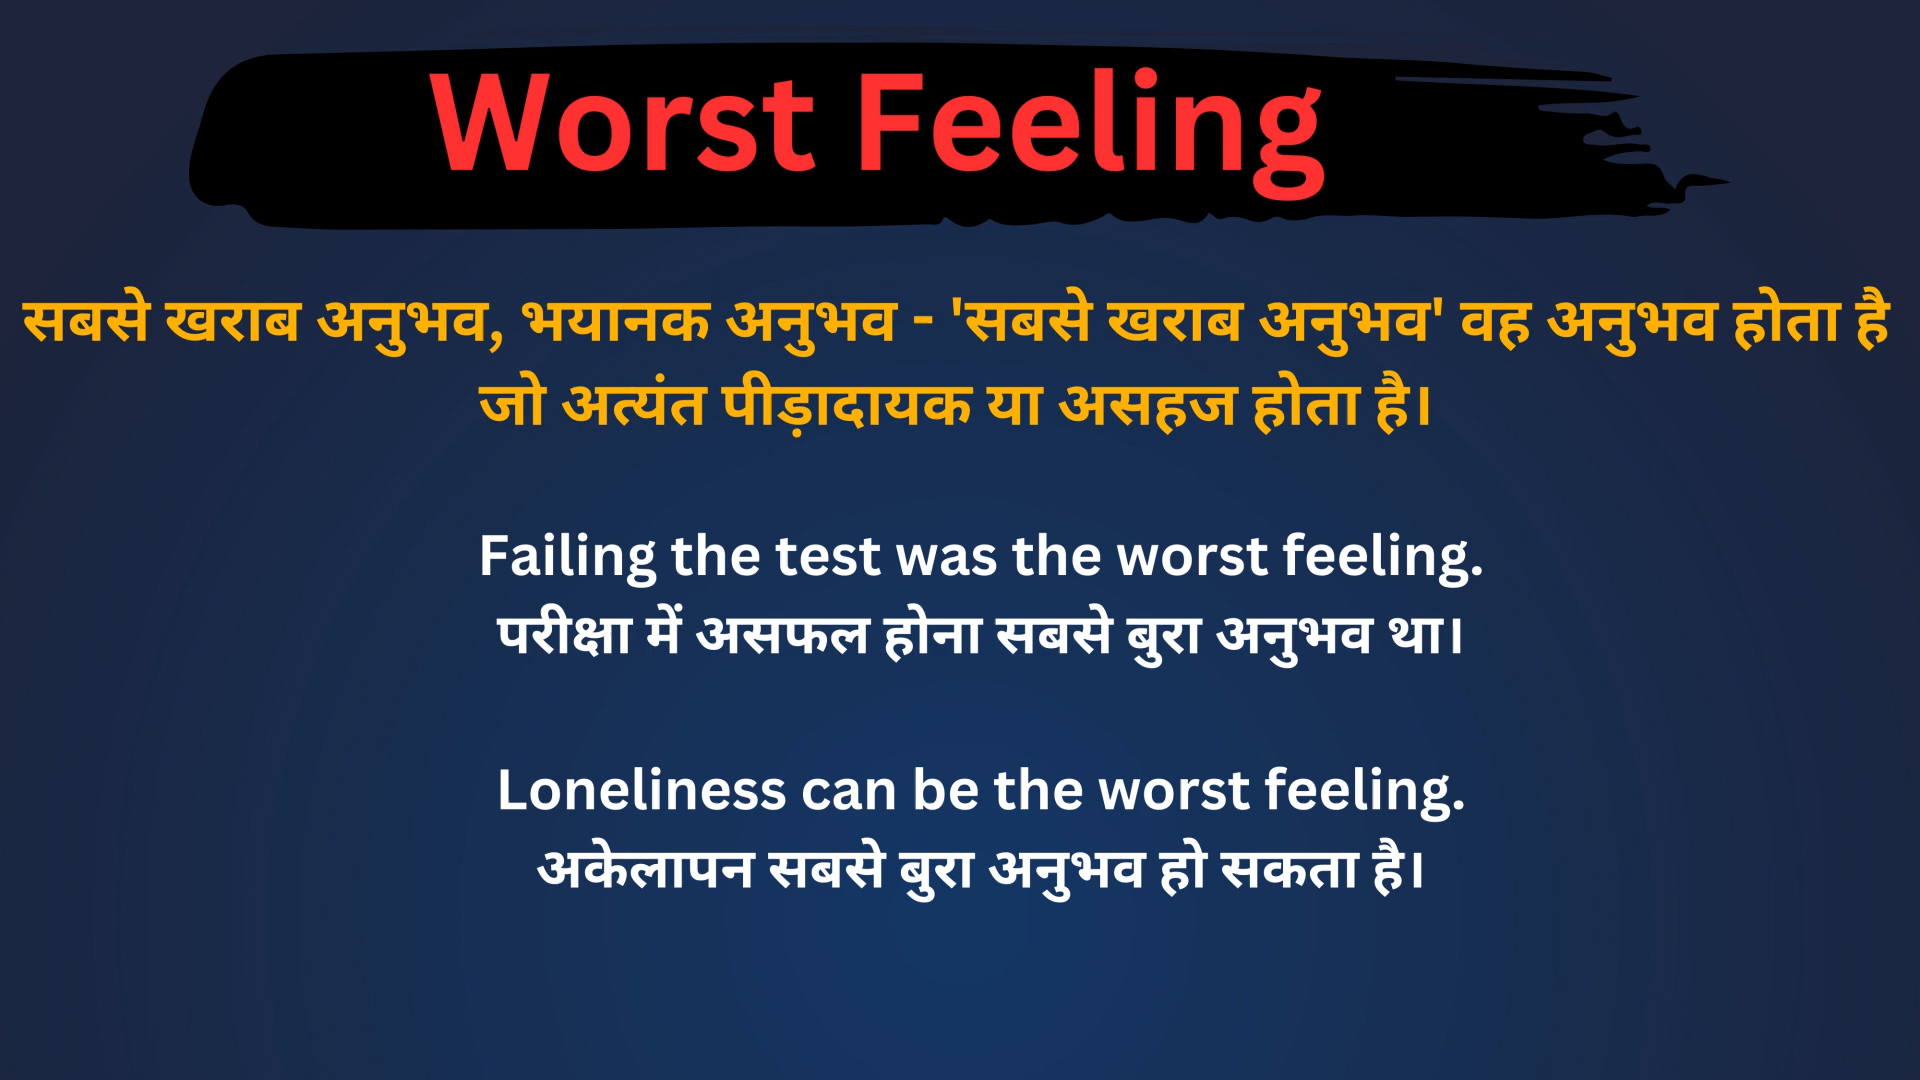 Worst Feeling
सबसे खराब अनुभव, भयानक अनुभव - 'सबसे खराब अनुभव' वह अनुभव होता है
जो अत्यंत पीड़ादायक या असहज होता है।
Failing the test was the worst feeling.
परीक्षा में असफल होना सबसे बुरा अनुभव था।
Loneliness can be the worst feeling.
अकेलापन सबसे बुरा अनुभव हो सकता है।